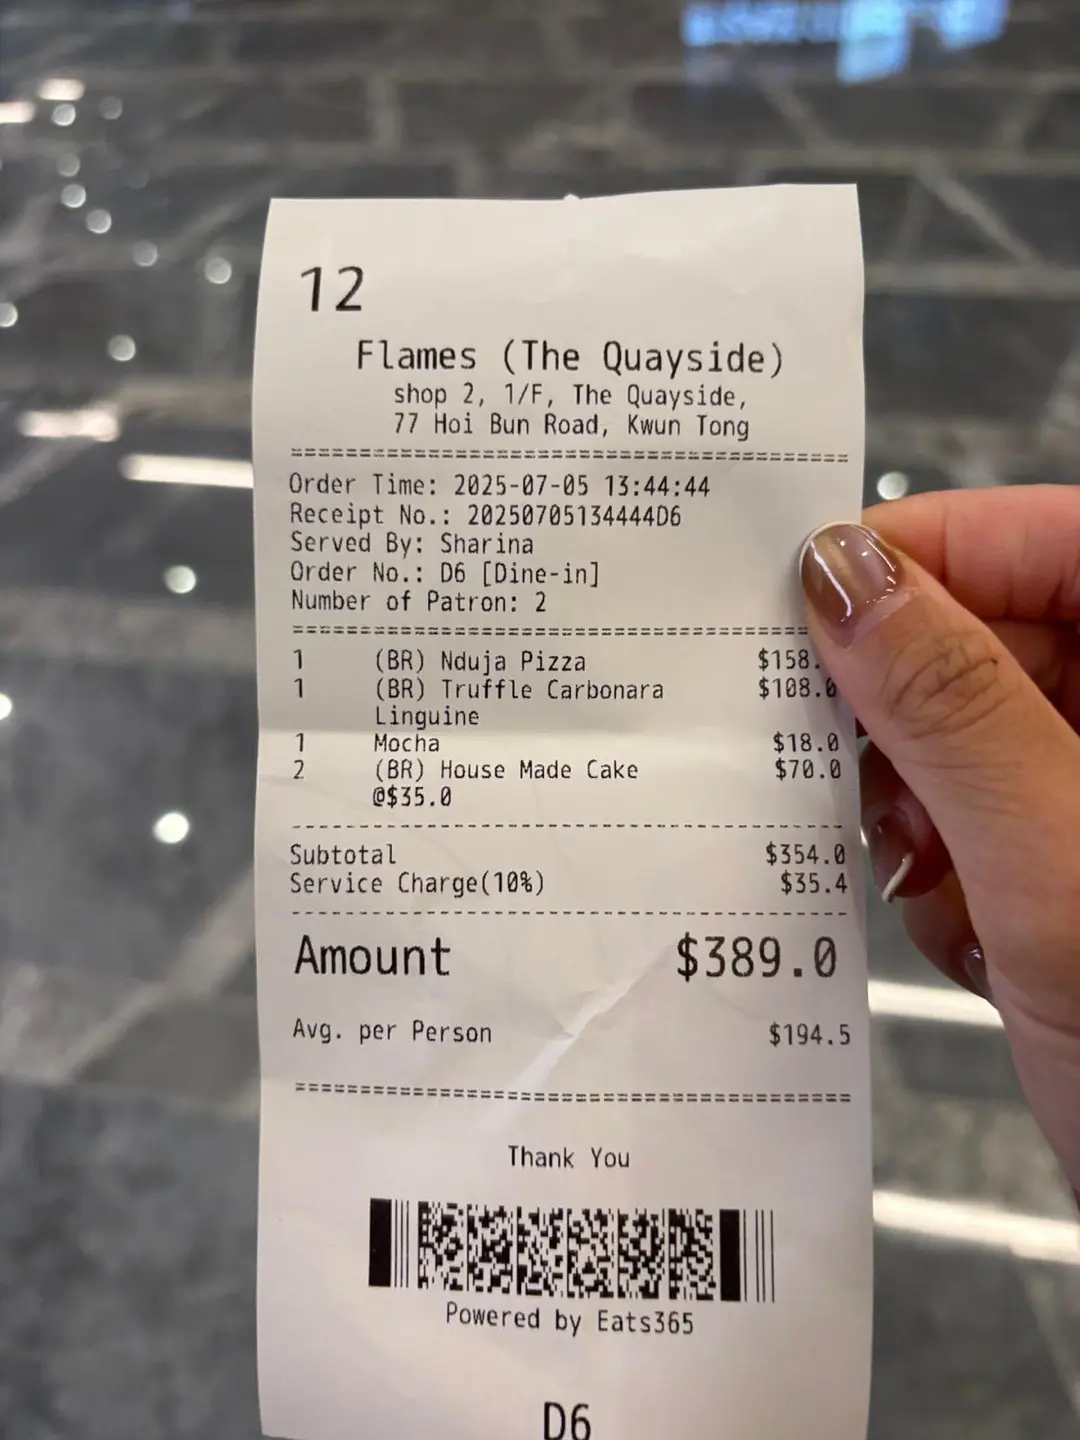 12
Flames (The Quayside)
shop 2, 1/F, The Quayside,
77 Hoi Bun Road, Kwun Tong
Order Time: 2025-07-05 13:44:44
Receipt No.: 20250705134444D6
Served By: Sharina
Order No.: D6 [Dine-in]
Number of Patron: 2
1 (BR) Nduja Pizza $158.
1 (BR) Truffle Carbonara $108.0
Linguine
1 Mocha $18.0
2 (BR) House Made Cake $70.0
@$35.0
Subtotal $354.0
Service Charge(10%) $35.4
Amount $389.0
Avg. per Person $194.5
Thank You
Powered by Eats365
D6